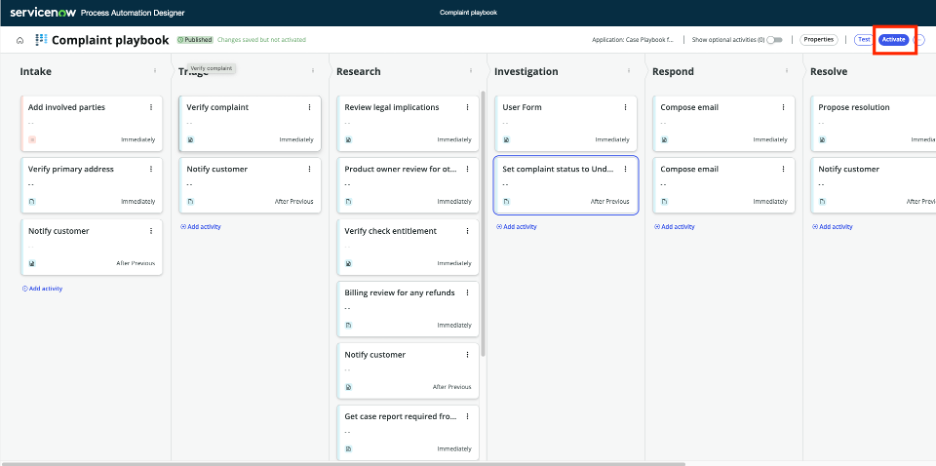 servicenow Process Automation Designer
Complaint playbook
Complaint playbook
Published
Changes saved but not activated
Application: Case Playbook f...
Show optional activities (0)
Properties
Test
Activate
Intake
Add involved parties
--
Immediately
Verify primary address
--
Immediately
Notify customer
--
After Previous
Add activity
Triage
Verify complaint
Verify complaint
--
Immediately
Notify customer
--
After Previous
Add activity
Research
Review legal implications
--
Immediately
Product owner review for ot...
--
Immediately
Verify check entitlement
--
Immediately
Billing review for any refunds
--
Immediately
Notify customer
--
After Previous
Get case report required fro...
--
Immediately
Investigation
User Form
--
Immediately
Set complaint status to Und...
--
After Previous
Add activity
Respond
Compose email
--
Immediately
Compose email
--
Immediately
Add activity
Resolve
Propose resolution
--
Immedia
Notify customer
--
After Previ
Add activity